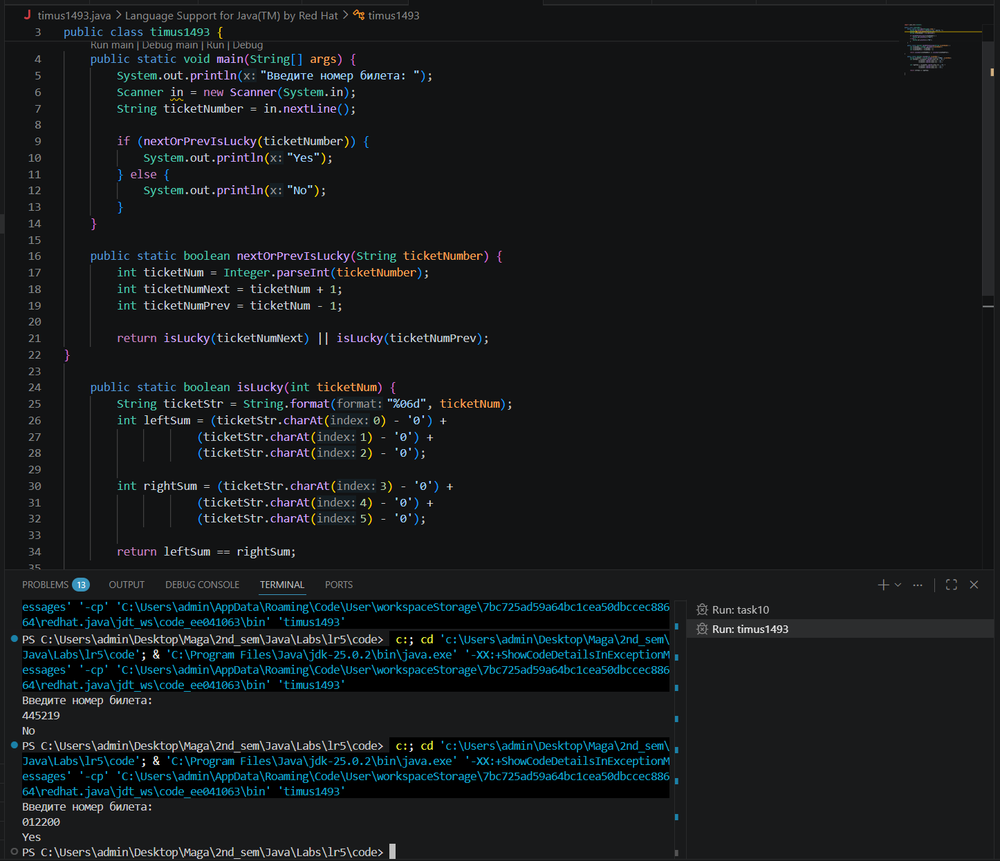 timus1493.java > Language Support for Java(TM) by Red Hat > timus1493
3 public class timus1493 {
Run main | Debug main | Run | Debug
4 public static void main(String[] args) {
5 System.out.println(x: "Введите номер билета: ");
6 Scanner in = new Scanner(System.in);
7 String ticketNumber = in.nextLine();
8
9 if (nextOrPrevIsLucky(ticketNumber)) {
10 System.out.println(x: "Yes");
11 } else {
12 System.out.println(x: "No");
13 }
14 }
15
16 public static boolean nextOrPrevIsLucky(String ticketNumber) {
17 int ticketNum = Integer.parseInt(ticketNumber);
18 int ticketNumNext = ticketNum + 1;
19 int ticketNumPrev = ticketNum - 1;
20
21 return isLucky(ticketNumNext) || isLucky(ticketNumPrev);
22 }
23
24 public static boolean isLucky(int ticketNum) {
25 String ticketStr = String.format(format: "%06d", ticketNum);
26 int leftSum = (ticketStr.charAt(index: 0) - '0') +
27 (ticketStr.charAt(index: 1) - '0') +
28 (ticketStr.charAt(index: 2) - '0');
29
30 int rightSum = (ticketStr.charAt(index: 3) - '0') +
31 (ticketStr.charAt(index: 4) - '0') +
32 (ticketStr.charAt(index: 5) - '0');
33
34 return leftSum == rightSum;
35
PROBLEMS 13 OUTPUT DEBUG CONSOLE TERMINAL PORTS
essages' '-cp' 'C:\Users\admin\AppData\Roaming\Code\User\workspaceStorage\7bc725ad59a64bc1cea50dbccec886
64\redhat.java\jdt_ws\code_ee041063\bin' 'timus1493'
PS C:\Users\admin\Desktop\Maga\2nd_sem\Java\Labs\lr5\code> c:; cd 'c:\Users\admin\Desktop\Maga\2nd_sem\
Java\Labs\lr5\code'; & 'C:\Program Files\Java\jdk-25.0.2\bin\java.exe' '-XX:+ShowCodeDetailsInExceptionM
essages' '-cp' 'C:\Users\admin\AppData\Roaming\Code\User\workspaceStorage\7bc725ad59a64bc1cea50dbccec886
64\redhat.java\jdt_ws\code_ee041063\bin' 'timus1493'
Введите номер билета:
445219
No
PS C:\Users\admin\Desktop\Maga\2nd_sem\Java\Labs\lr5\code> c:; cd 'c:\Users\admin\Desktop\Maga\2nd_sem\
Java\Labs\lr5\code'; & 'C:\Program Files\Java\jdk-25.0.2\bin\java.exe' '-XX:+ShowCodeDetailsInExceptionM
essages' '-cp' 'C:\Users\admin\AppData\Roaming\Code\User\workspaceStorage\7bc725ad59a64bc1cea50dbccec886
64\redhat.java\jdt_ws\code_ee041063\bin' 'timus1493'
Введите номер билета:
012200
Yes
PS C:\Users\admin\Desktop\Maga\2nd_sem\Java\Labs\lr5\code>
Run: task10
Run: timus1493